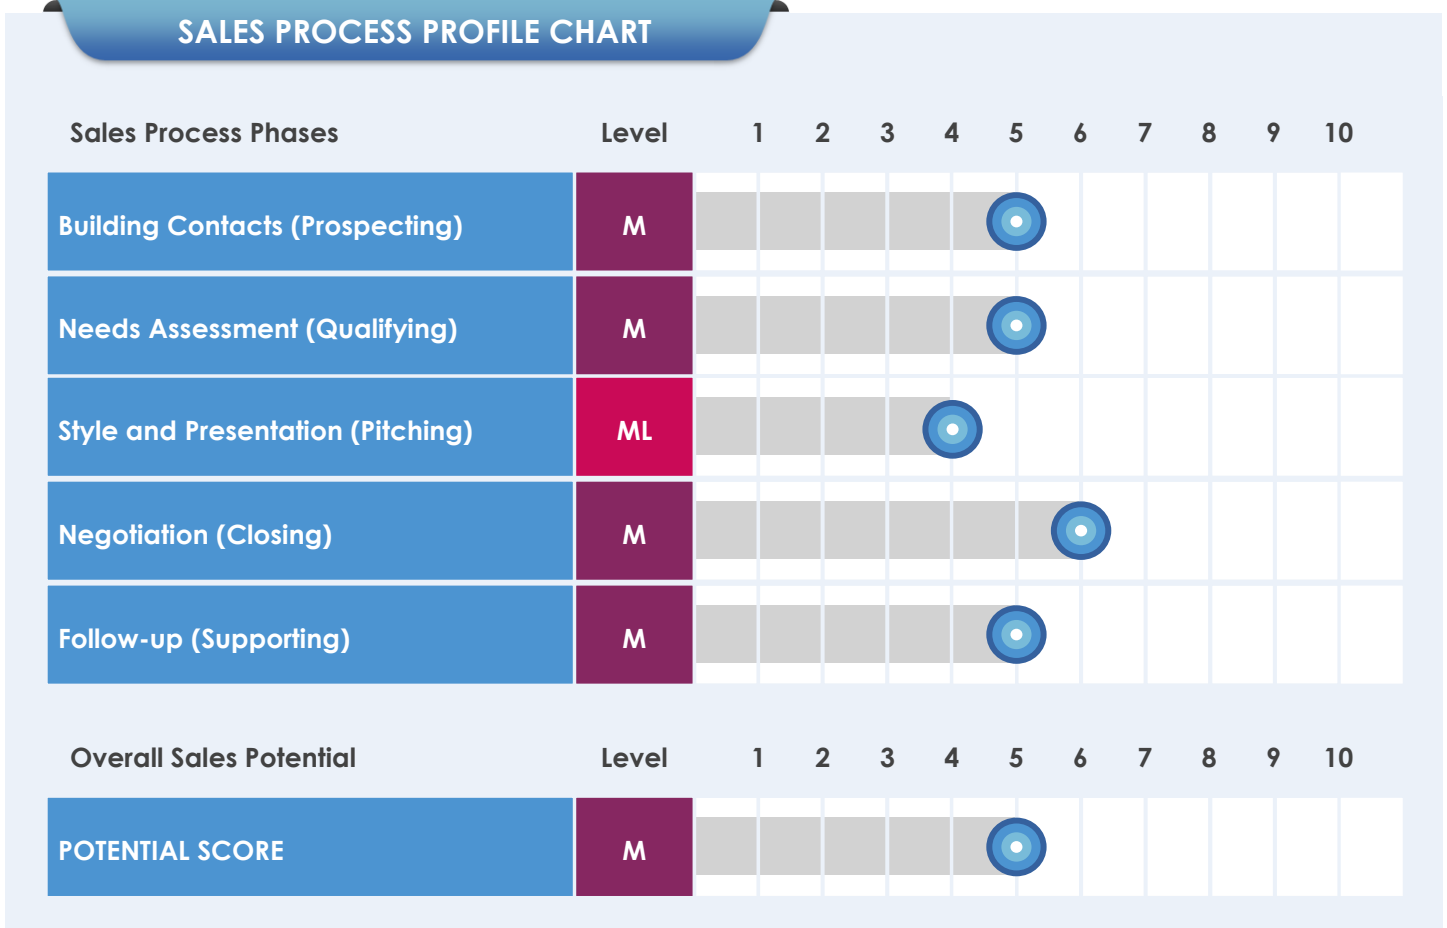 SALES PROCESS PROFILE CHART
Sales Process Phases Level 1 2 3 4 5 6 7 8 9 10
Building Contacts (Prospecting) M
Needs Assessment (Qualifying) M
Style and Presentation (Pitching) ML
Negotiation (Closing) M
Follow-up (Supporting) M
Overall Sales Potential Level 1 2 3 4 5 6 7 8 9 10
POTENTIAL SCORE M